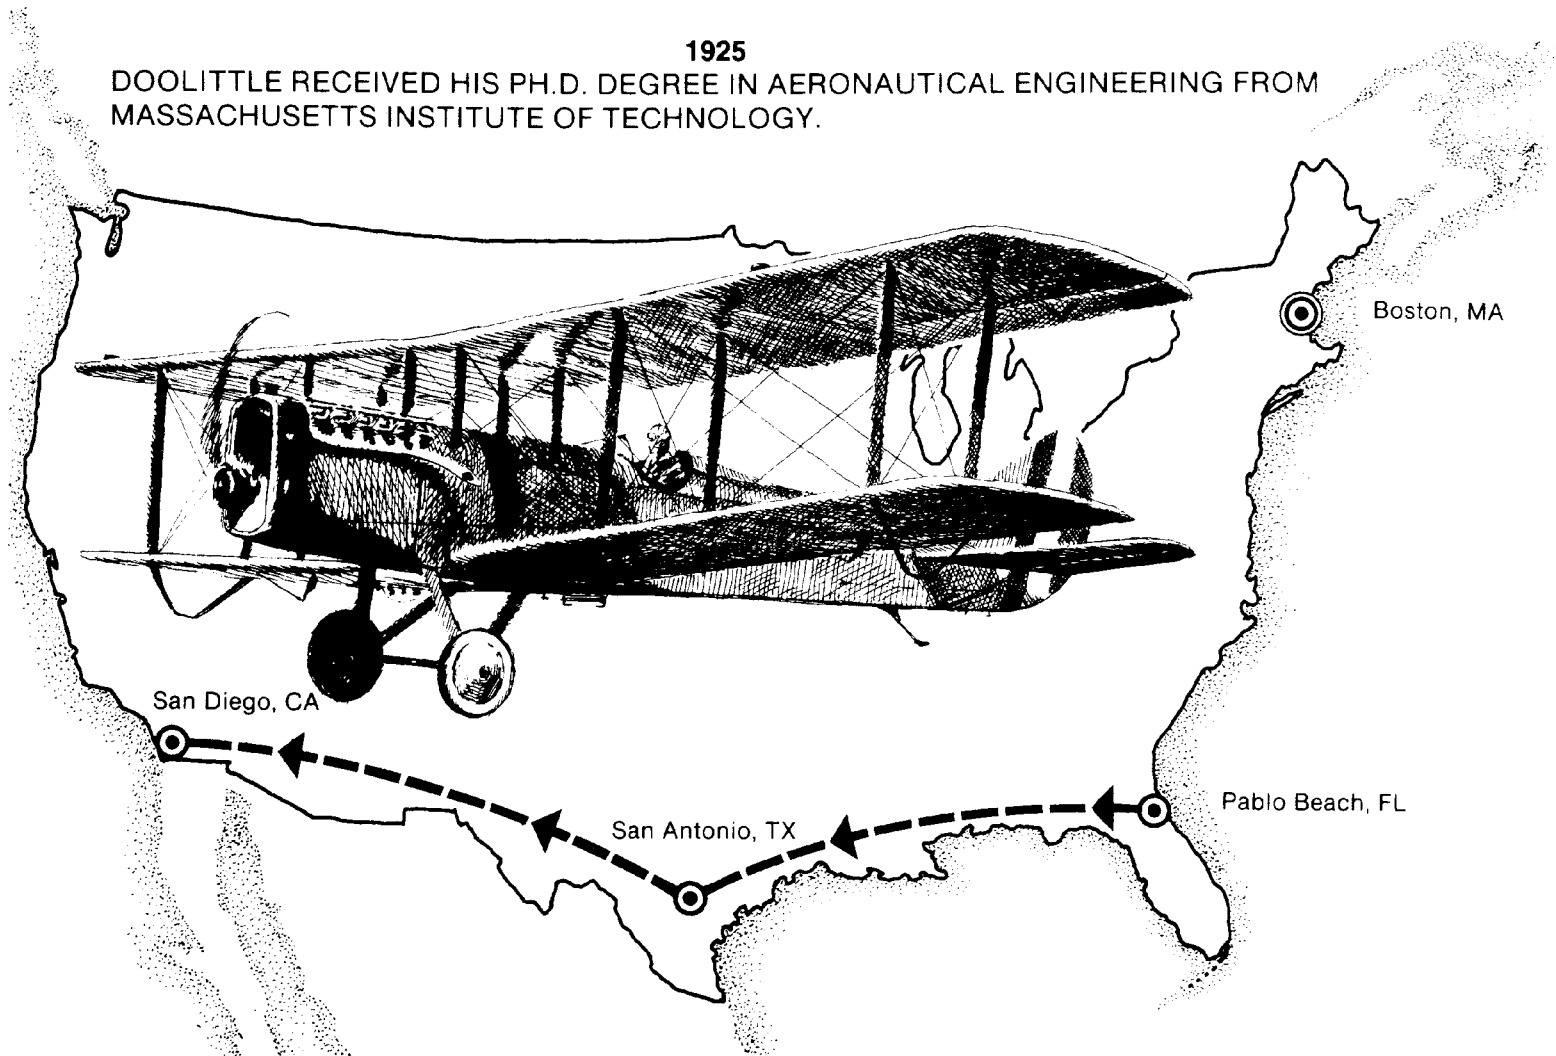 1925
DOOLITTLE RECEIVED HIS PH.D. DEGREE IN AERONAUTICAL ENGINEERING FROM
MASSACHUSETTS INSTITUTE OF TECHNOLOGY.
Boston, MA
San Diego, CA
San Antonio, TX
Pablo Beach, FL